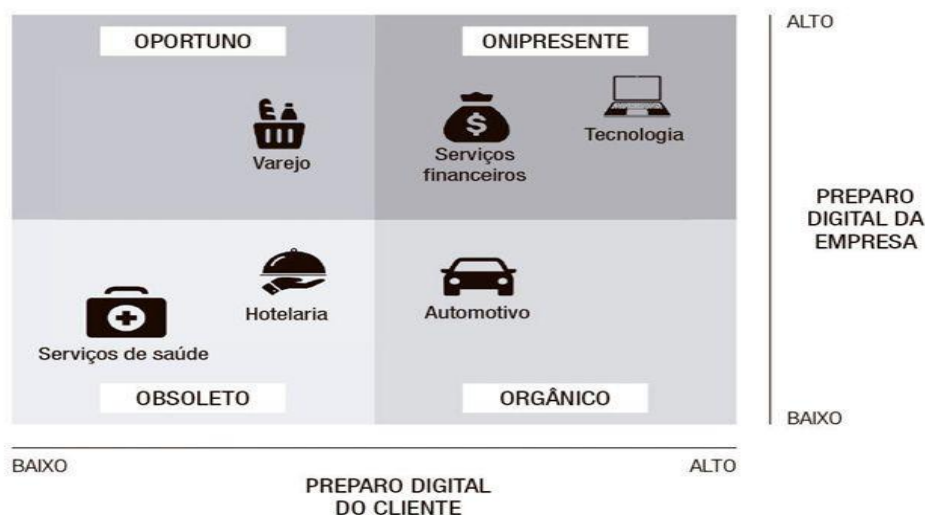 OPORTUNO
ONIPRESENTE
ALTO
Varejo
Serviços
financeiros
Tecnologia
PREPARO
DIGITAL DA
EMPRESA
Serviços de saúde
Hotelaria
Automotivo
OBSOLETO
ORGÂNICO
BAIXO
BAIXO
ALTO
PREPARO DIGITAL
DO CLIENTE